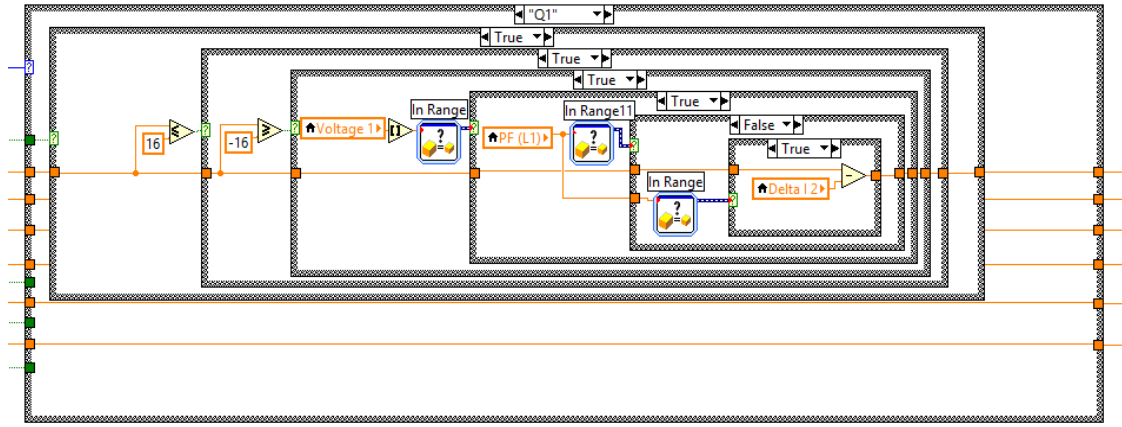 "Q1"
True
True
True
True
In Range
In Range11
False
16
-16
Voltage 1
PF (L1)
True
In Range
Delta I 2